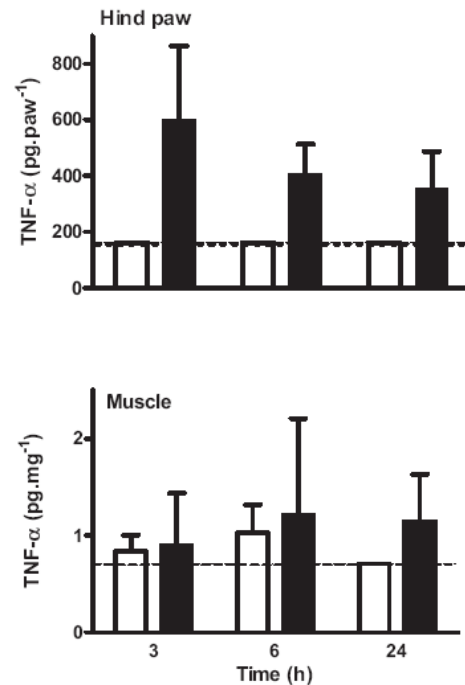 Hind paw
TNF-α (pg.paw⁻¹)
800
600
400
200
0
Muscle
TNF-α (pg.mg⁻¹)
2
1
0
3 6 24
Time (h)